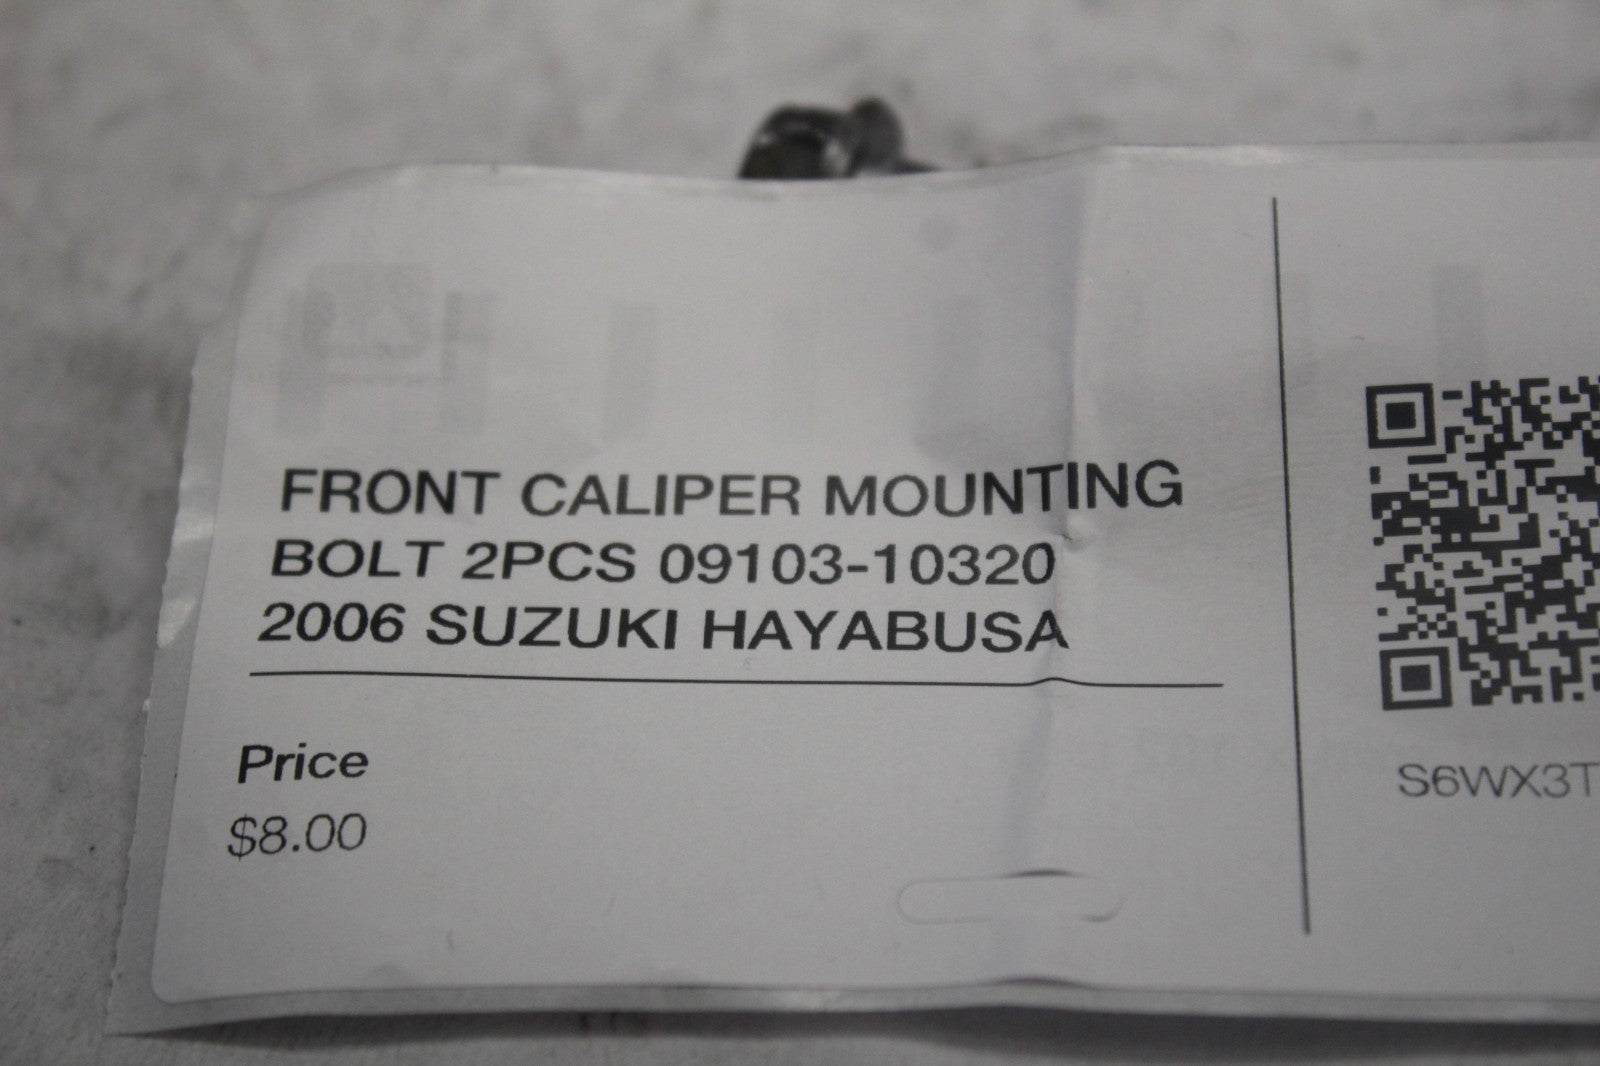 FRONT CALIPER MOUNTING
BOLT 2PCS 09103-10320
2006 SUZUKI HAYABUSA
Price
$8.00
S6WX3T